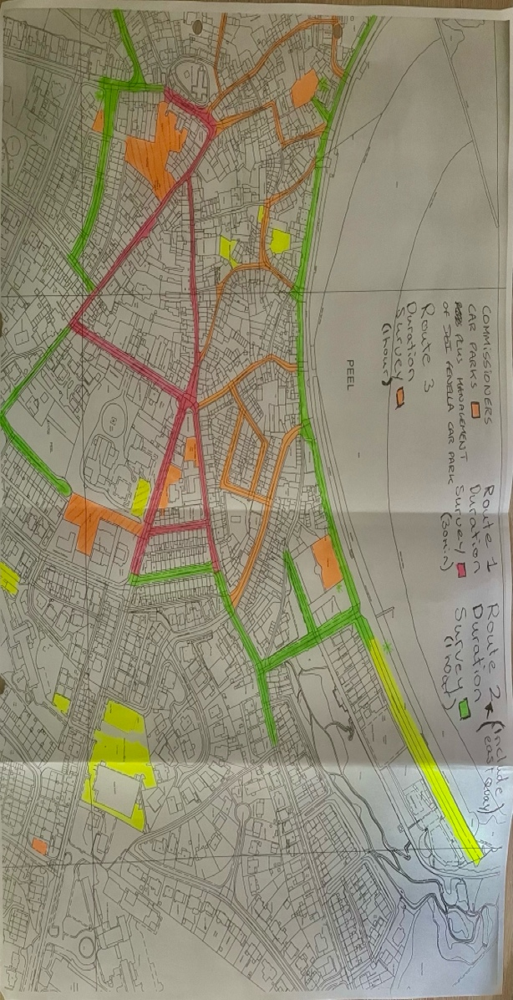 COMMISSIONERS
CAR PARKS
PLUS MANAGEMENT
OF FENELLA CAR PARK
Route 1
Duration
Survey
(30min)
Route 2 * (include
east Quay)
Duration
Survey
(1 hour)
Route 3
Duration
Survey
(1 hour)
PEEL